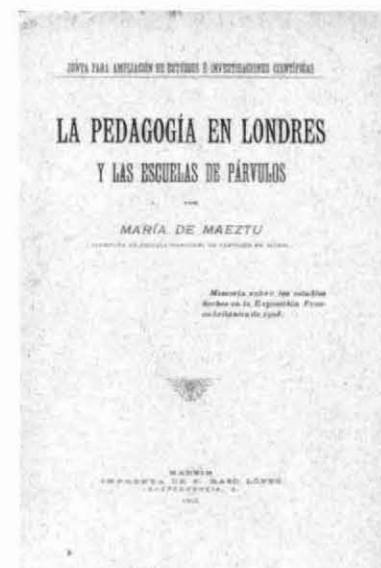 JUNTA PARA AMPLIACIÓN DE ESTUDIOS É INVESTIGACIONES CIENTÍFICAS
LA PEDAGOGÍA EN LONDRES
Y LAS ESCUELAS DE PÁRVULOS
POR
MARÍA DE MAEZTU
Memoria sobre los estudios
hechos en la Exposición Fran-
co-británica de 1908.
MADRID
IMPRENTA DE
LÓPEZ